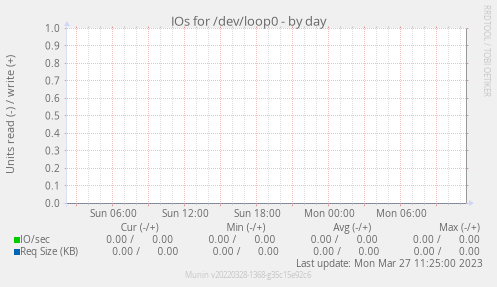 IOs for /dev/loop0 - by day
RRDTOOL / TOBI OETIKER
Units read (-) / write (+)
1.0
0.9
0.8
0.7
0.6
0.5
0.4
0.3
0.2
0.1
0.0
Sun 06:00 Sun 12:00 Sun 18:00 Mon 00:00 Mon 06:00
Cur (-/+) Min (-/+) Avg (-/+) Max (-/+)
IO/sec 0.00 / 0.00 0.00 / 0.00 0.00 / 0.00 0.00 / 0.00
Req Size (KB) 0.00 / 0.00 0.00 / 0.00 0.00 / 0.00 0.00 / 0.00
Last update: Mon Mar 27 11:25:00 2023
Munin v20220328-1368-g35c15e92c6